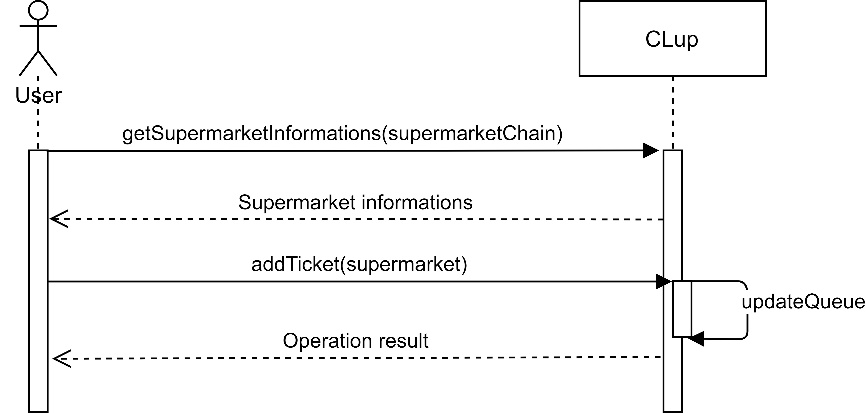 CLup
User
getSupermarketInformations(supermarketChain)
Supermarket informations
addTicket(supermarket)
updateQueue
Operation result